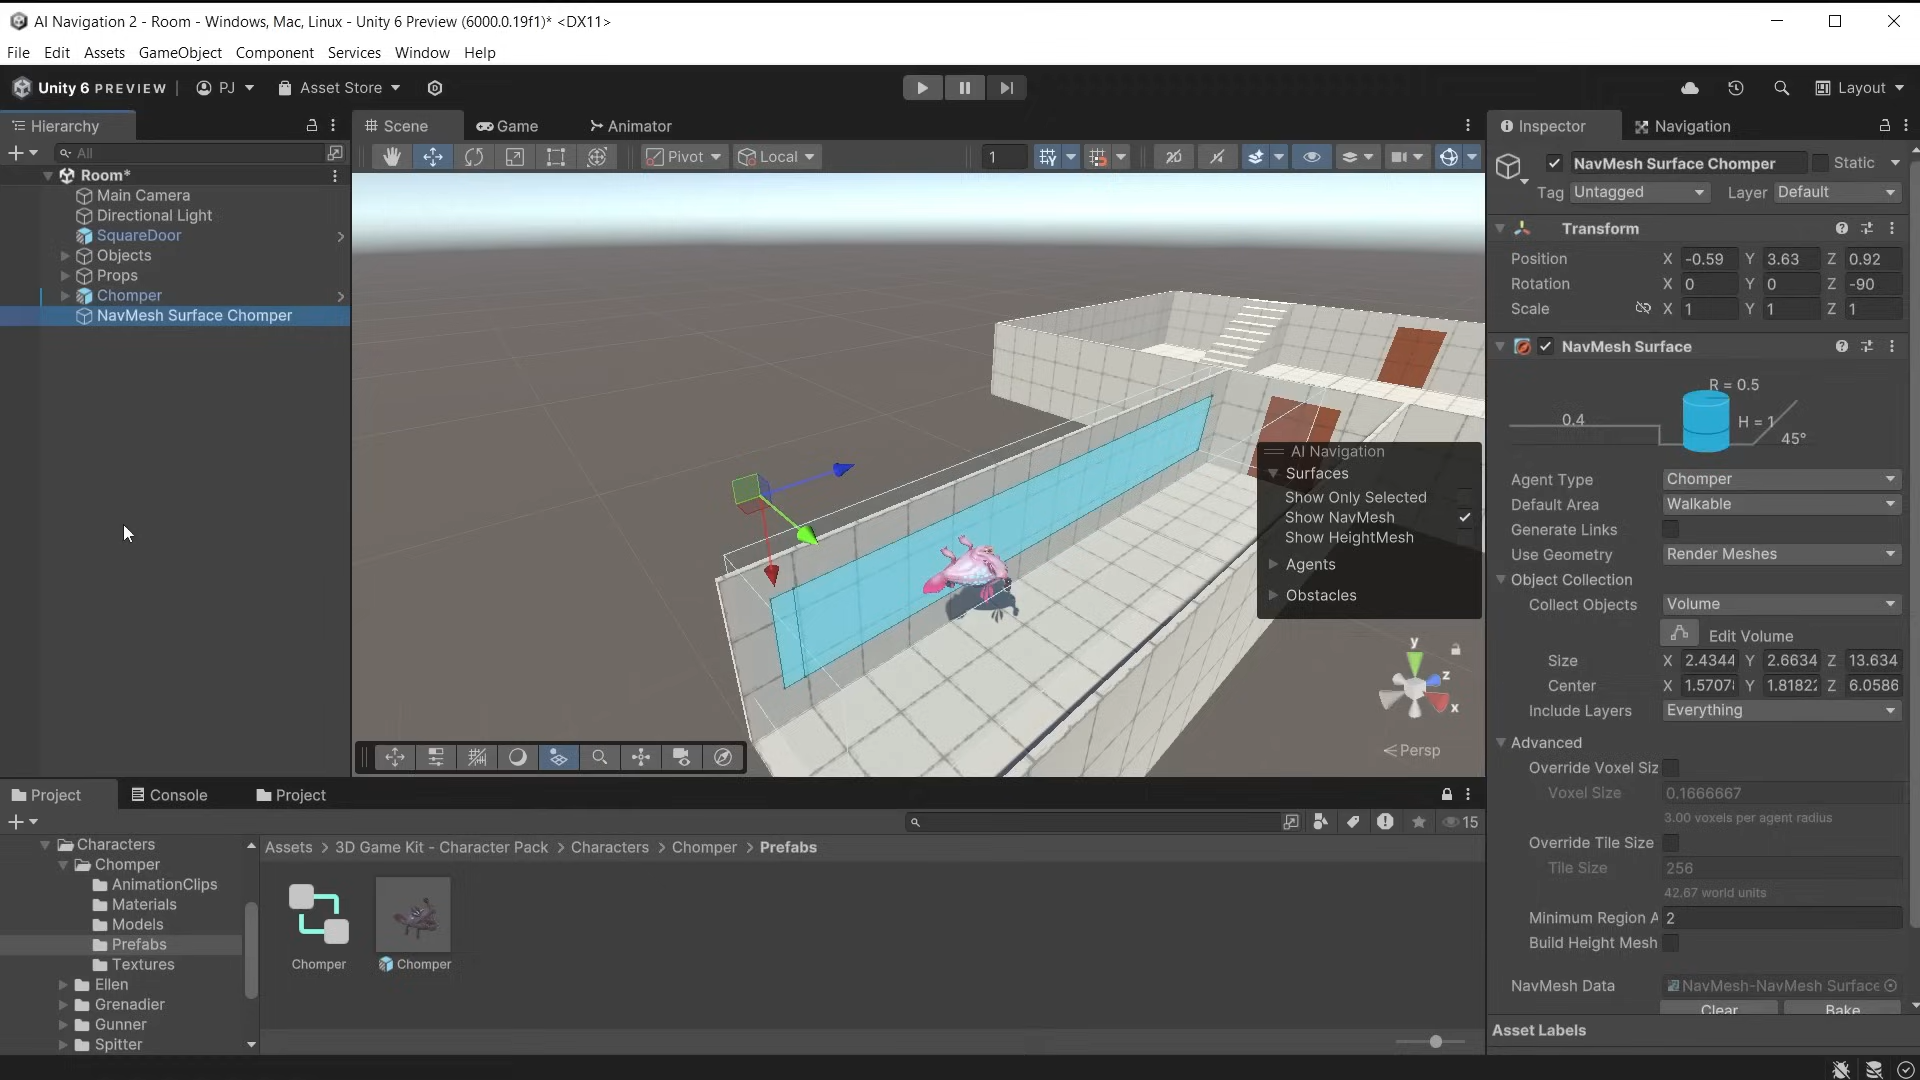 AI Navigation 2 - Room - Windows, Mac, Linux - Unity 6 Preview (6000.0.19f1)* <DX11>
File Edit Assets GameObject Component Services Window Help
Unity 6 PREVIEW PJ Asset Store Layout
Hierarchy
All
Room*
Main Camera
Directional Light
SquareDoor
Objects
Props
Chomper
NavMesh Surface Chomper
Scene Game Animator
Pivot Local 1 2D
AI Navigation
Surfaces
Show Only Selected
Show NavMesh
Show HeightMesh
Agents
Obstacles
y
z
x
Persp
Inspector Navigation
NavMesh Surface Chomper Static
Tag Untagged Layer Default
Transform
Position X -0.59 Y 3.63 Z 0.92
Rotation X 0 Y 0 Z -90
Scale X 1 Y 1 Z 1
NavMesh Surface
R = 0.5
0.4
H = 1
45°
Agent Type Chomper
Default Area Walkable
Generate Links
Use Geometry Render Meshes
Object Collection
Collect Objects Volume
Edit Volume
Size X 2.4344 Y 2.6634 Z 13.634
Center X 1.5707 Y 1.8182 Z 6.0586
Include Layers Everything
Advanced
Override Voxel Siz
Voxel Size 0.1666667
3.00 voxels per agent radius
Override Tile Size
Tile Size 256
42.67 world units
Minimum Region A 2
Build Height Mesh
NavMesh Data NavMesh-NavMesh Surface
Clear Bake
Asset Labels
Project Console Project
15
Characters
Chomper
AnimationClips
Materials
Models
Prefabs
Textures
Ellen
Grenadier
Gunner
Spitter
Assets > 3D Game Kit - Character Pack > Characters > Chomper > Prefabs
Chomper Chomper